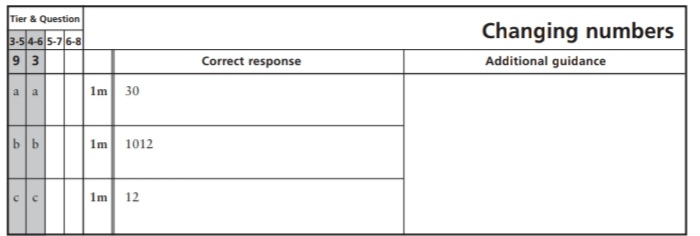 Tier & Question
Changing numbers
3-5 4-6 5-7 6-8
9 3 Correct response Additional guidance
a a 1m 30
b b 1m 1012
c c 1m 12